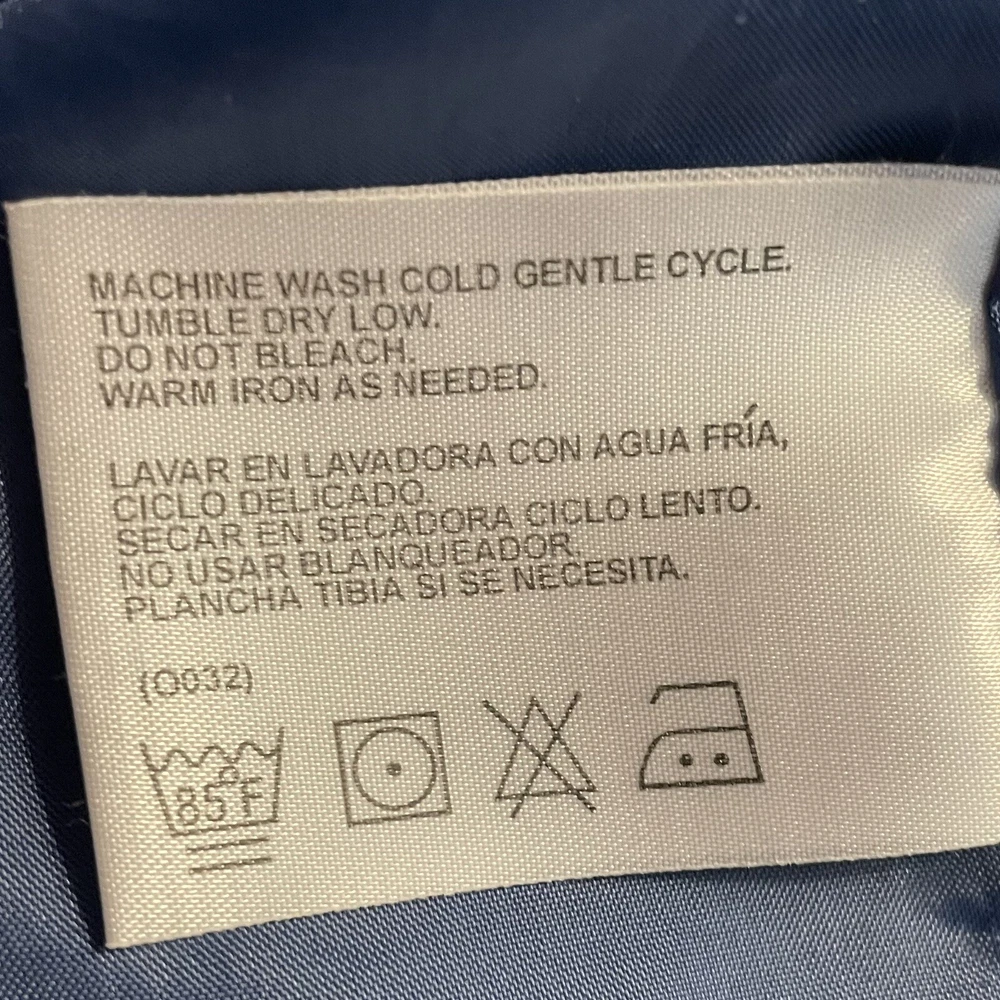 MACHINE WASH COLD GENTLE CYCLE.
TUMBLE DRY LOW.
DO NOT BLEACH.
WARM IRON AS NEEDED.
LAVAR EN LAVADORA CON AGUA FRÍA,
CICLO DELICADO.
SECAR EN SECADORA CICLO LENTO.
NO USAR BLANQUEADOR.
PLANCHA TIBIA SI SE NECESITA.
(O032)
85°F